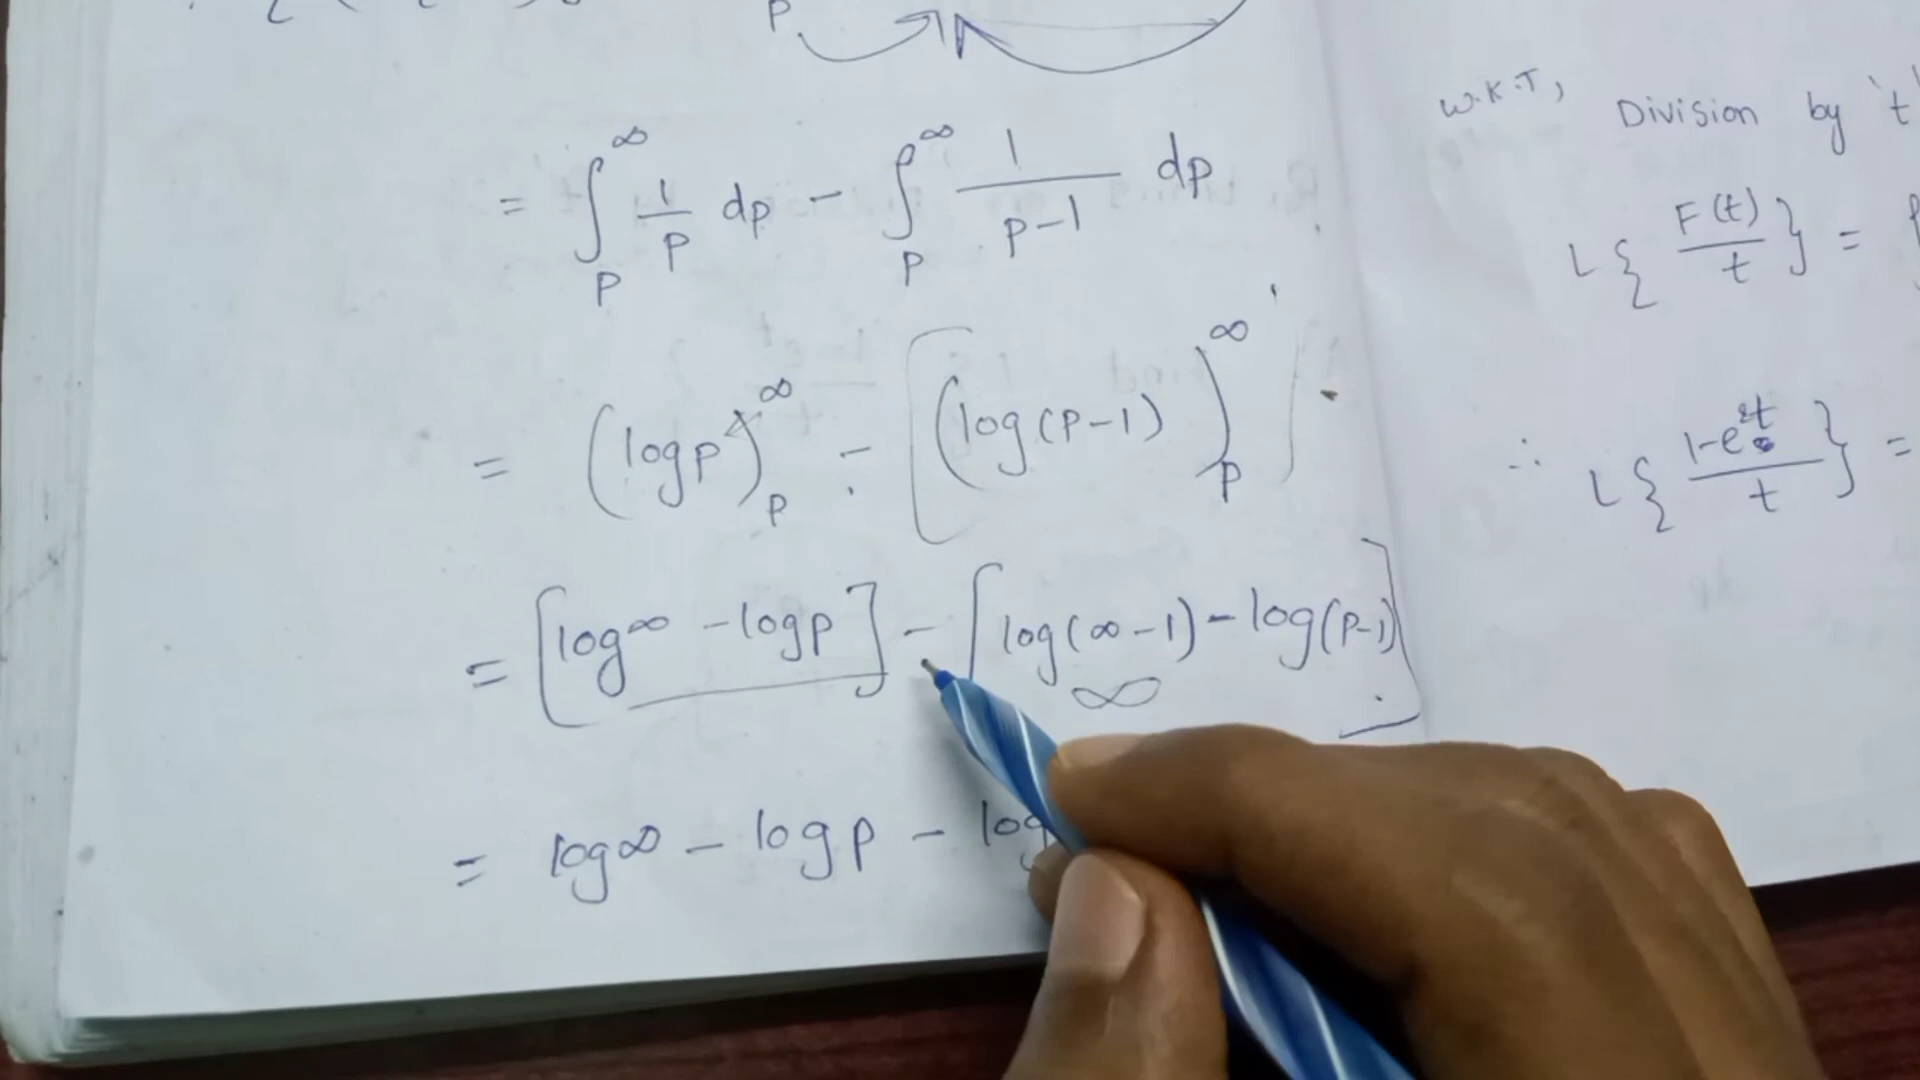 P
= ∫_P^∞ 1/P dp − ∫_P^∞ 1/(P−1) dp
= (log p)_P^∞ − [(log(P−1))_P^∞]
= [log∞ − log p] − [log(∞−1) − log(P−1)]
∞
= log∞ − log p − log
W.K.T, Division by 't'
L{F(t)/t} =
∴ L{1-e^t/t} =